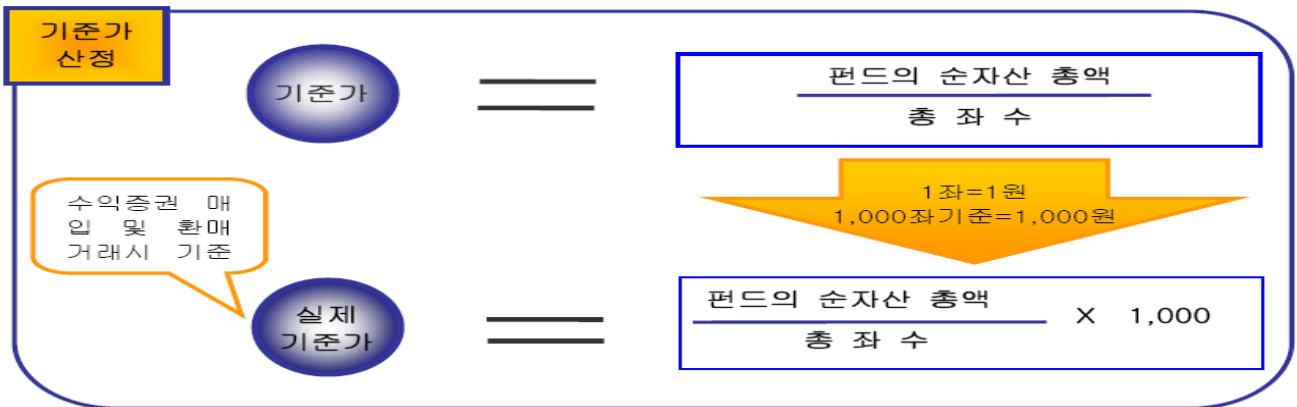 기준가
산정
기준가
펀드의 순자산 총액
총 좌 수
1좌=1원
1,000좌기준=1,000원
수익증권 매
입 및 환매
거래시 기준
실제
기준가
펀드의 순자산 총액
총 좌 수
X 1,000